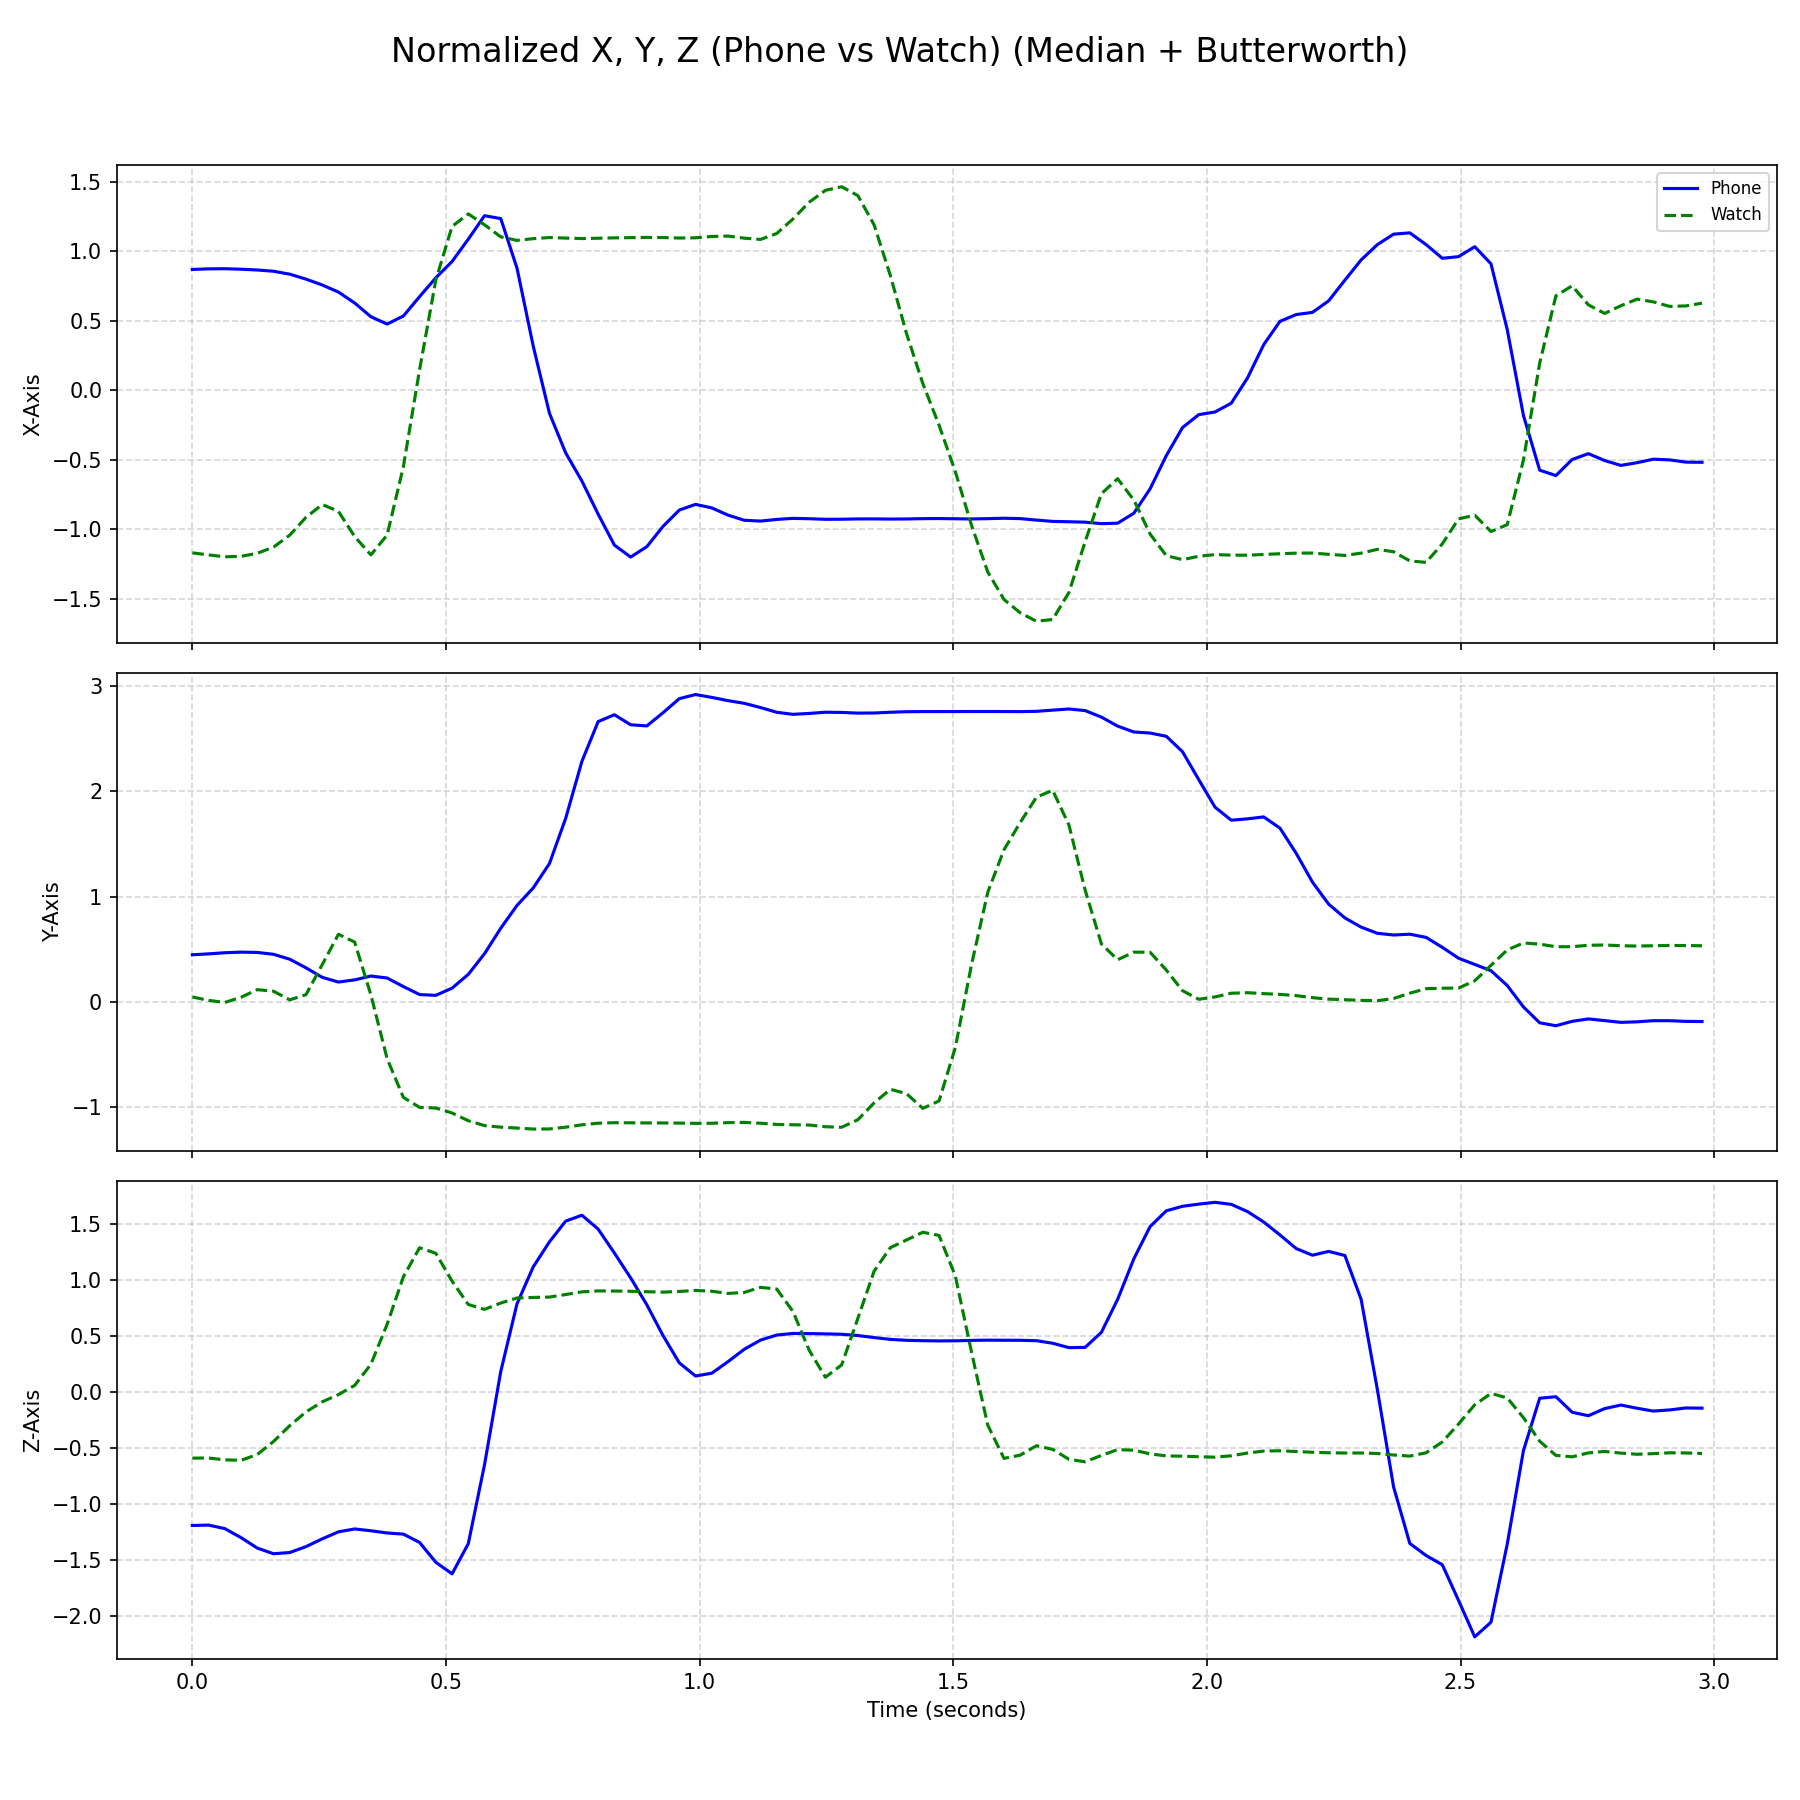 Normalized X, Y, Z (Phone vs Watch) (Median + Butterworth)
Phone
Watch
X-Axis
1.5
1.0
0.5
0.0
−0.5
−1.0
−1.5
Y-Axis
3
2
1
0
−1
Z-Axis
1.5
1.0
0.5
0.0
−0.5
−1.0
−1.5
−2.0
0.0 0.5 1.0 1.5 2.0 2.5 3.0
Time (seconds)